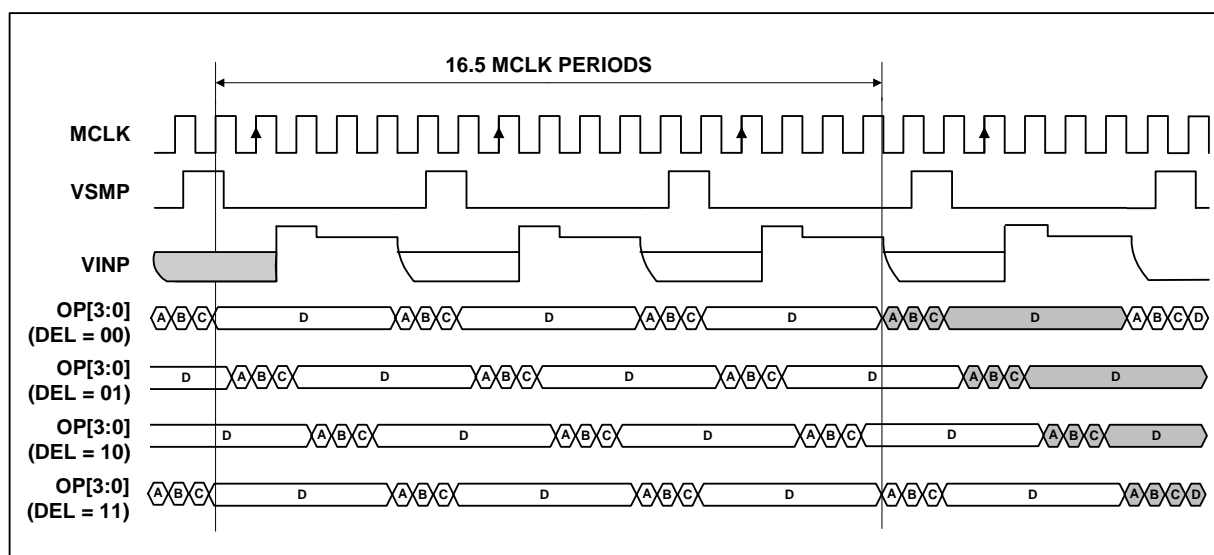 16.5 MCLK PERIODS
MCLK
VSMP
VINP
OP[3:0]
(DEL = 00)
A B C D A B C D A B C D A B C D A B C D
OP[3:0]
(DEL = 01)
D A B C D A B C D A B C D A B C D
OP[3:0]
(DEL = 10)
D A B C D A B C D A B C D A B C D
OP[3:0]
(DEL = 11)
A B C D A B C D A B C D A B C D A B C D